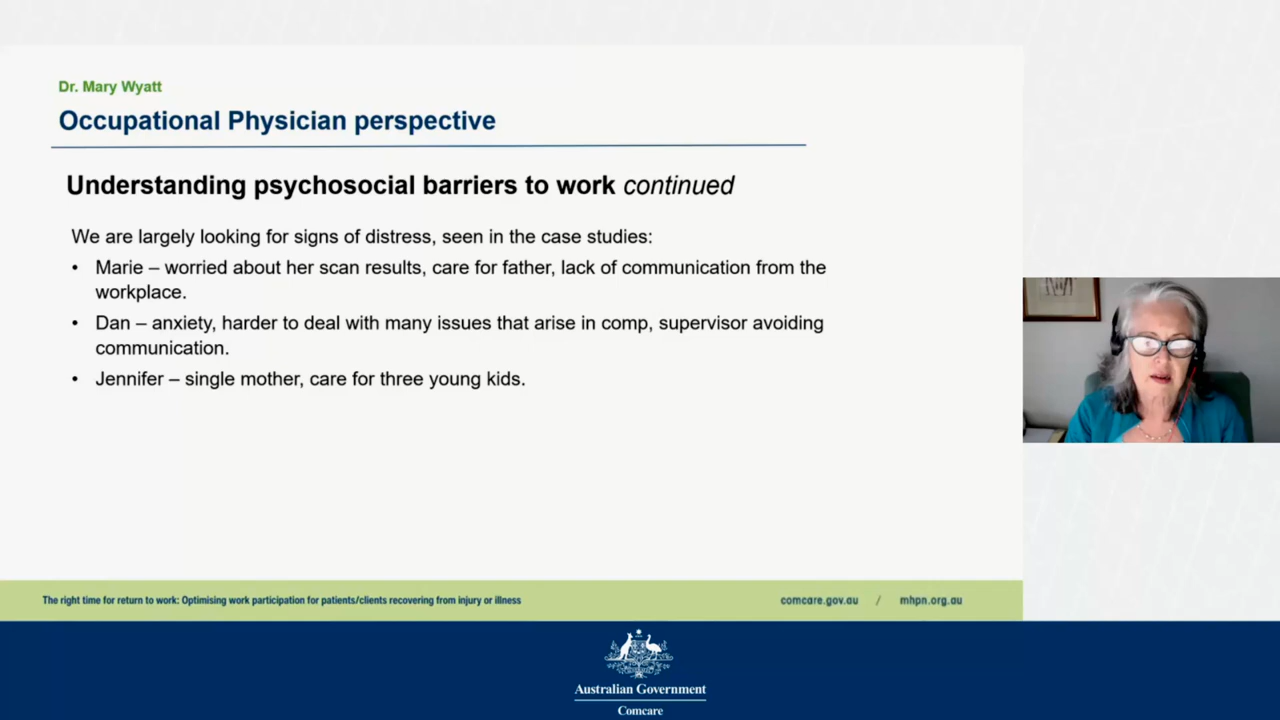 Dr. Mary Wyatt
Occupational Physician perspective
Understanding psychosocial barriers to work continued
We are largely looking for signs of distress, seen in the case studies:
• Marie – worried about her scan results, care for father, lack of communication from the
workplace.
• Dan – anxiety, harder to deal with many issues that arise in comp, supervisor avoiding
communication.
• Jennifer – single mother, care for three young kids.
The right time for return to work: Optimising work participation for patients/clients recovering from injury or illness
comcare.gov.au / mhpn.org.au
Australian Government
Comcare